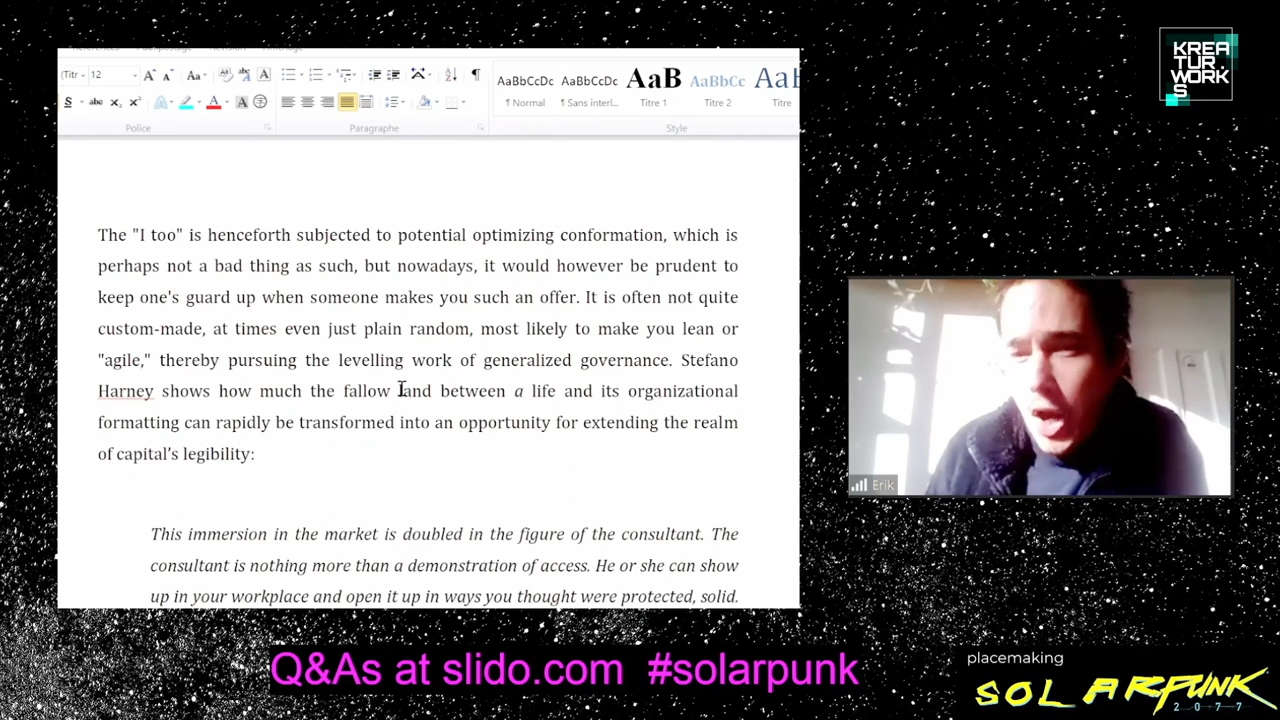 KREA
TUR.
WORK
S
(Titr 12 Aa AaBbCcDc AaBbCcDc AaB AaBbCc AaB
S abc X₂ X² A A ¶ Normal ¶ Sans interl... Titre 1 Titre 2 Titre
Police Paragraphe Style
The "I too" is henceforth subjected to potential optimizing conformation, which is
perhaps not a bad thing as such, but nowadays, it would however be prudent to
keep one's guard up when someone makes you such an offer. It is often not quite
custom-made, at times even just plain random, most likely to make you lean or
"agile," thereby pursuing the levelling work of generalized governance. Stefano
Harney shows how much the fallow land between a life and its organizational
formatting can rapidly be transformed into an opportunity for extending the realm
of capital's legibility:
This immersion in the market is doubled in the figure of the consultant. The
consultant is nothing more than a demonstration of access. He or she can show
up in your workplace and open it up in ways you thought were protected, solid.
Erik
Q&As at slido.com #solarpunk
placemaking
SOLARPUNK
2077